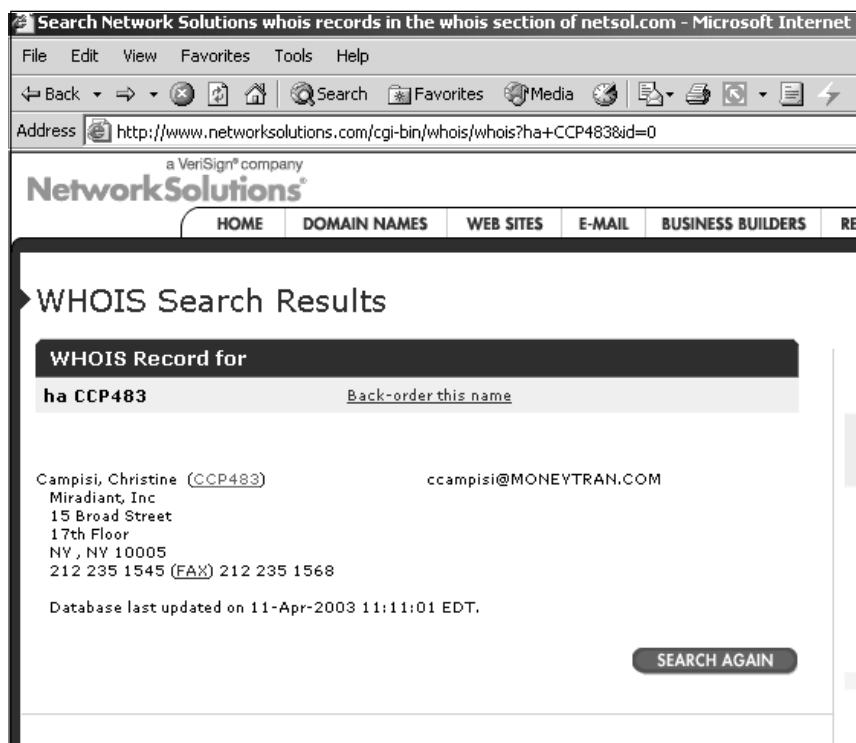 Search Network Solutions whois records in the whois section of netsol.com - Microsoft Internet
File Edit View Favorites Tools Help
Back Search Favorites Media
Address http://www.networksolutions.com/cgi-bin/whois/whois?ha+CCP483&id=0
a VeriSign® company
NetworkSolutions®
HOME DOMAIN NAMES WEB SITES E-MAIL BUSINESS BUILDERS RE
WHOIS Search Results
WHOIS Record for
ha CCP483 Back-order this name
Campisi, Christine (CCP483) ccampisi@MONEYTRAN.COM
Miradiant, Inc
15 Broad Street
17th Floor
NY , NY 10005
212 235 1545 (FAX) 212 235 1568
Database last updated on 11-Apr-2003 11:11:01 EDT.
SEARCH AGAIN